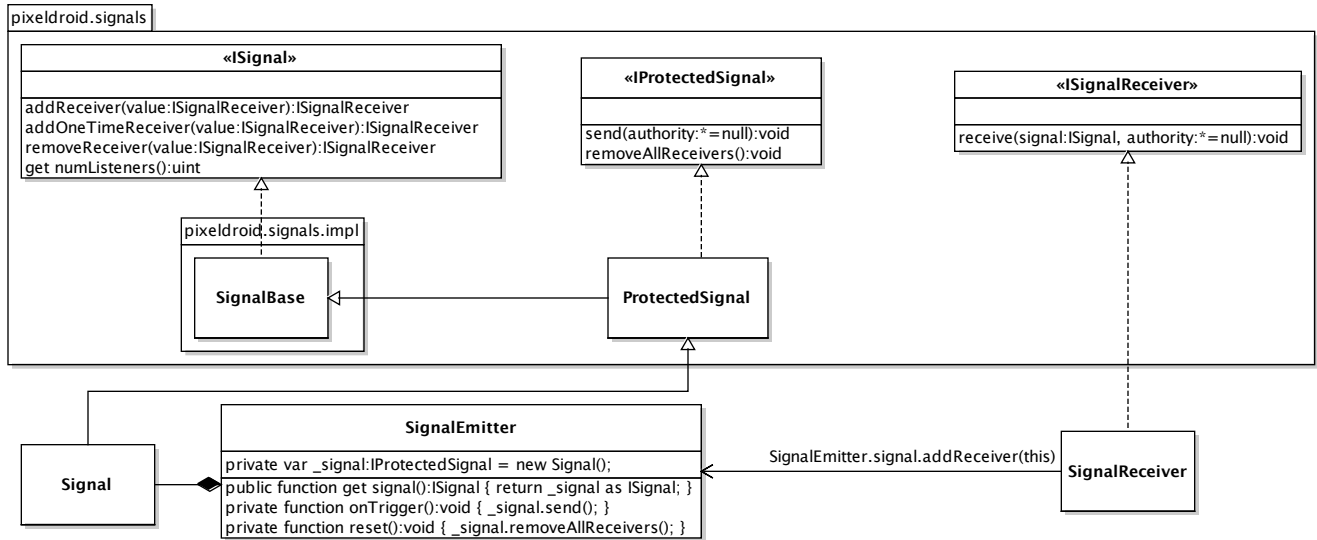 pixeldroid.signals
«ISignal»
addReceiver(value:ISignalReceiver):ISignalReceiver
addOneTimeReceiver(value:ISignalReceiver):ISignalReceiver
removeReceiver(value:ISignalReceiver):ISignalReceiver
get numListeners():uint
«IProtectedSignal»
send(authority:*=null):void
removeAllReceivers():void
«ISignalReceiver»
receive(signal:ISignal, authority:*=null):void
pixeldroid.signals.impl
SignalBase
ProtectedSignal
Signal
SignalEmitter
private var _signal:IProtectedSignal = new Signal();
public function get signal():ISignal { return _signal as ISignal; }
private function onTrigger():void { _signal.send(); }
private function reset():void { _signal.removeAllReceivers(); }
SignalEmitter.signal.addReceiver(this)
SignalReceiver